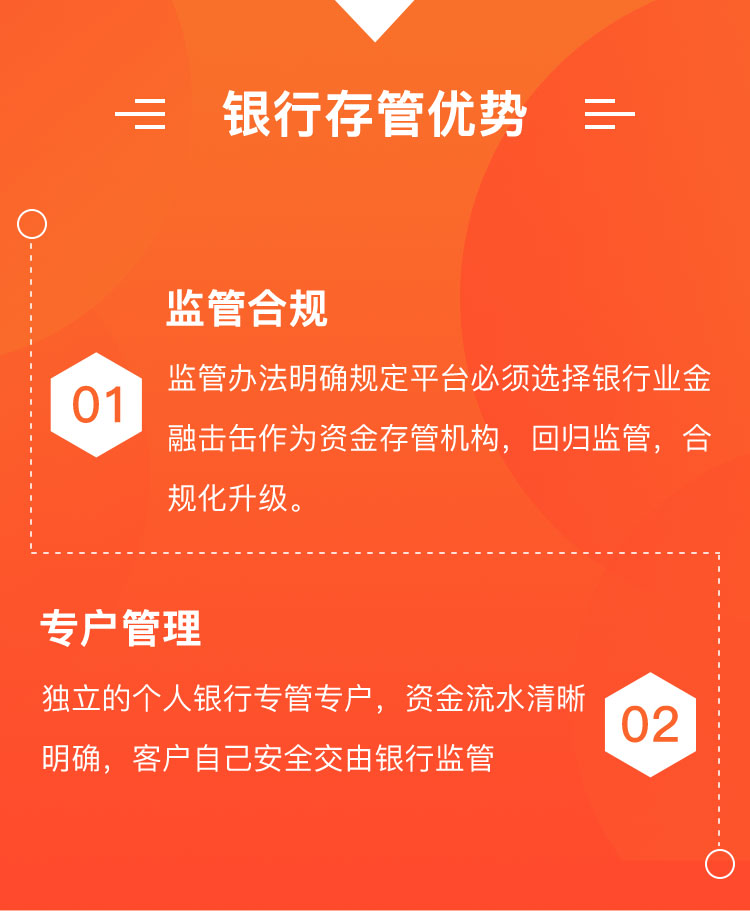 银行存管优势
监管合规
01
监管办法明确规定平台必须选择银行业金
融击缶作为资金存管机构，回归监管，合
规化升级。
专户管理
独立的个人银行专管专户，资金流水清晰
明确，客户自己安全交由银行监管
02